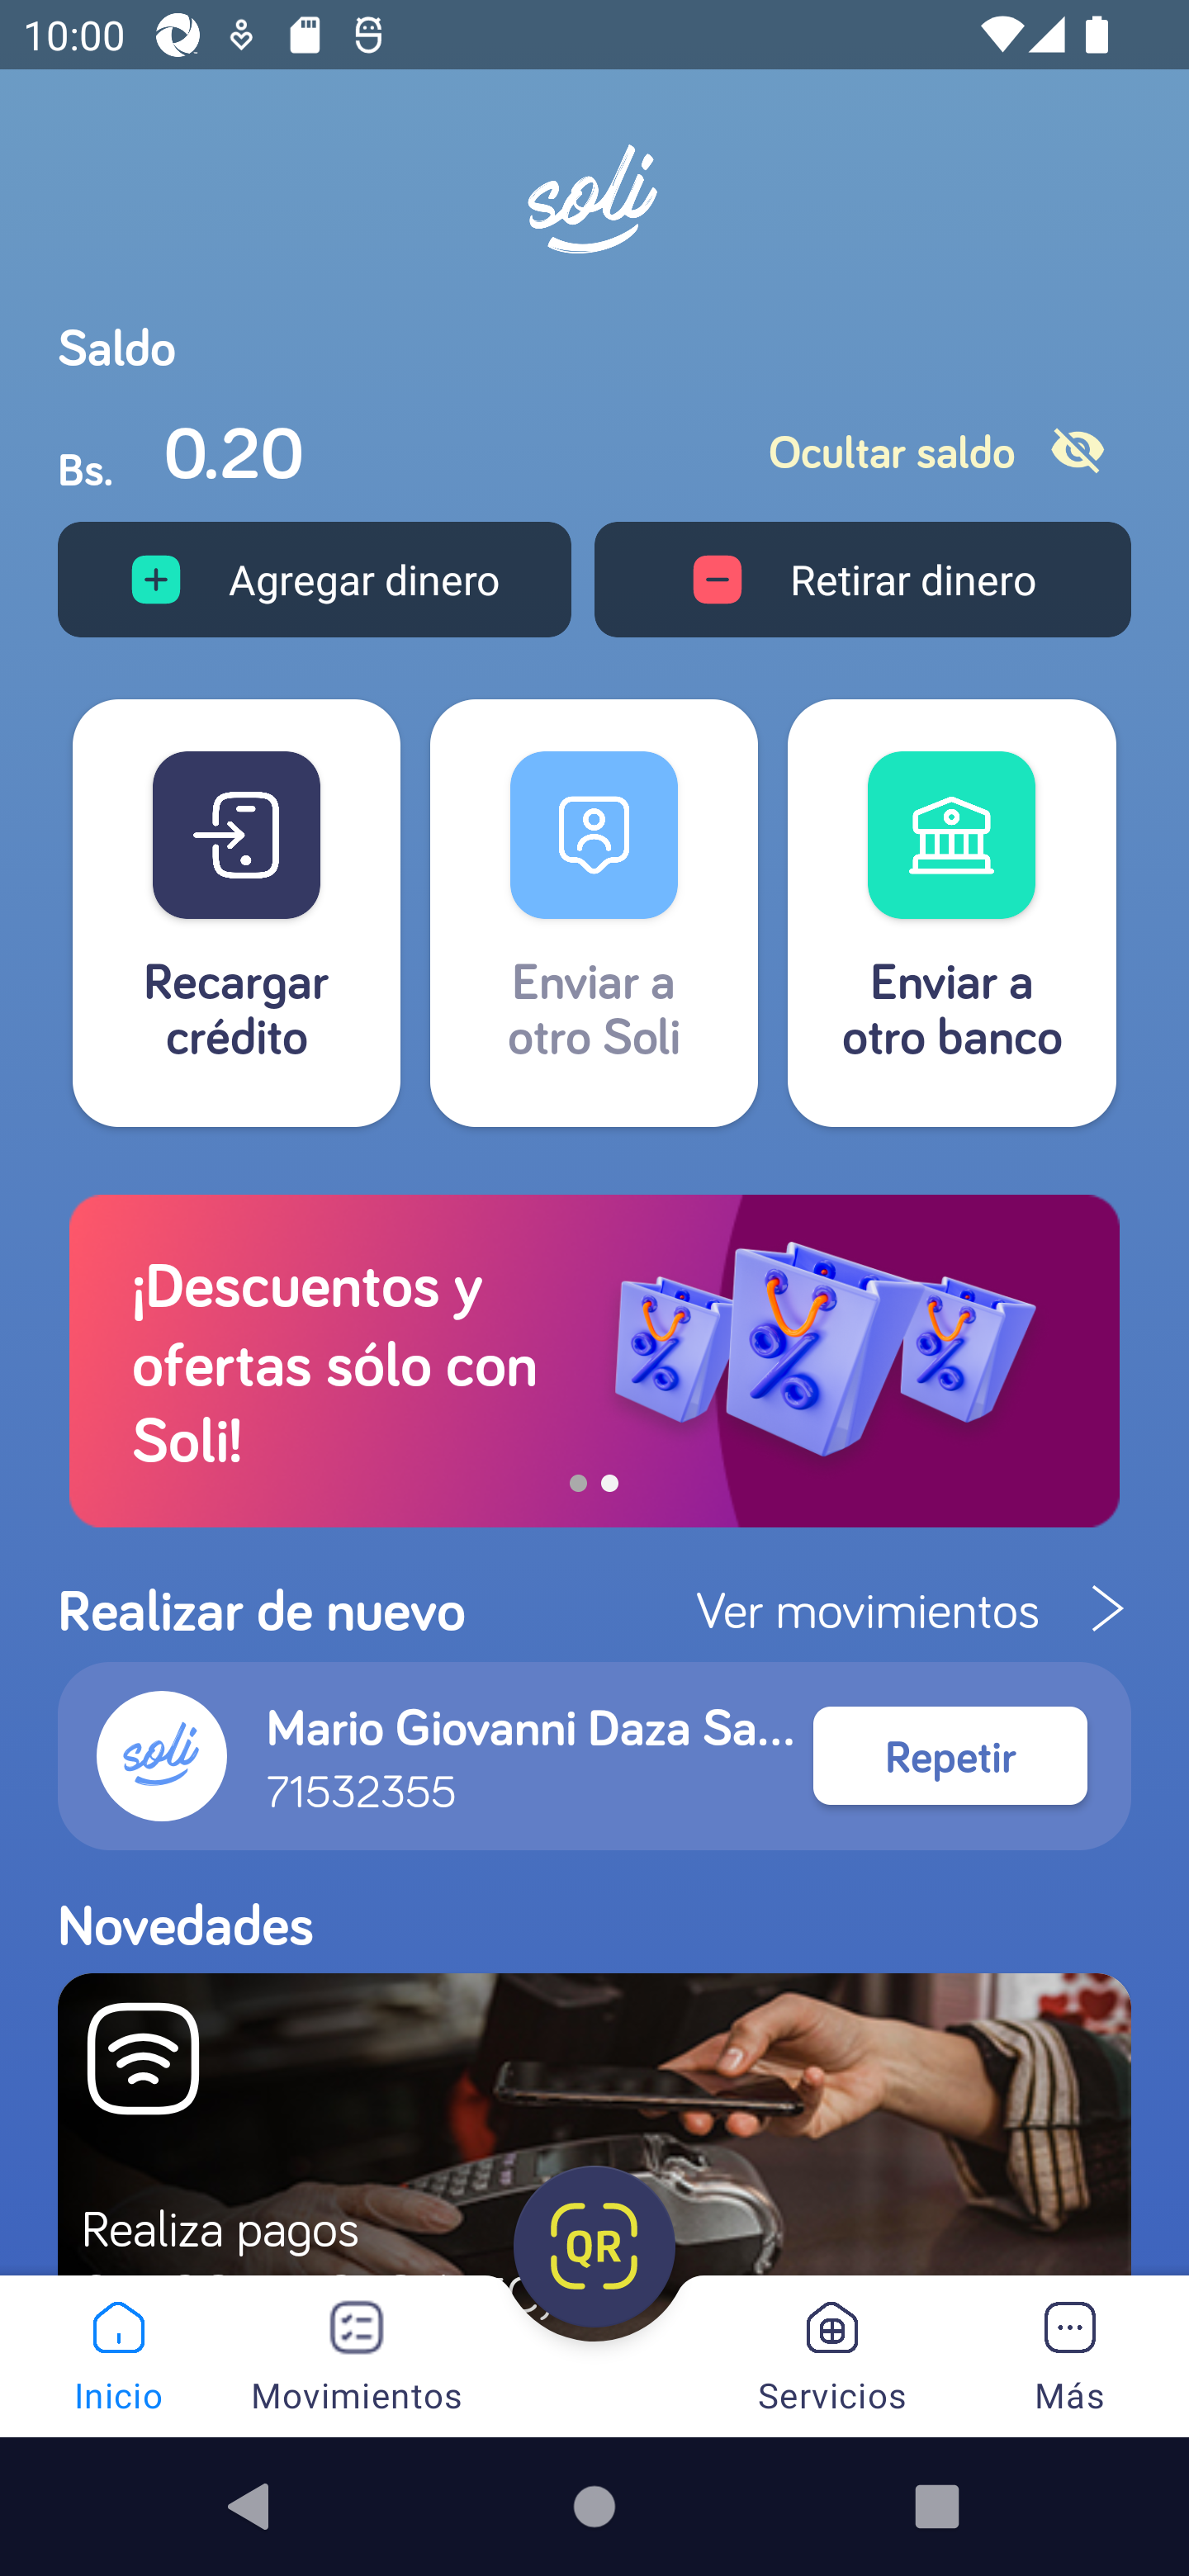 10:00
soli
Saldo
Bs. 0.20
Ocultar saldo
Agregar dinero
Retirar dinero
Recargar
crédito
Enviar a
otro Soli
Enviar a
otro banco
¡Descuentos y
ofertas sólo con
Soli!
Realizar de nuevo
Ver movimientos
soli
Mario Giovanni Daza Sa...
71532355
Repetir
Novedades
Realiza pagos
QR
Inicio
Movimientos
Servicios
Más